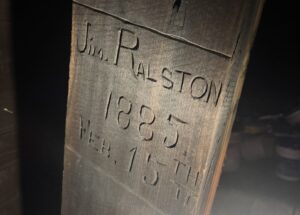 Jno. RALSTON
1885.
FEB. 15TH